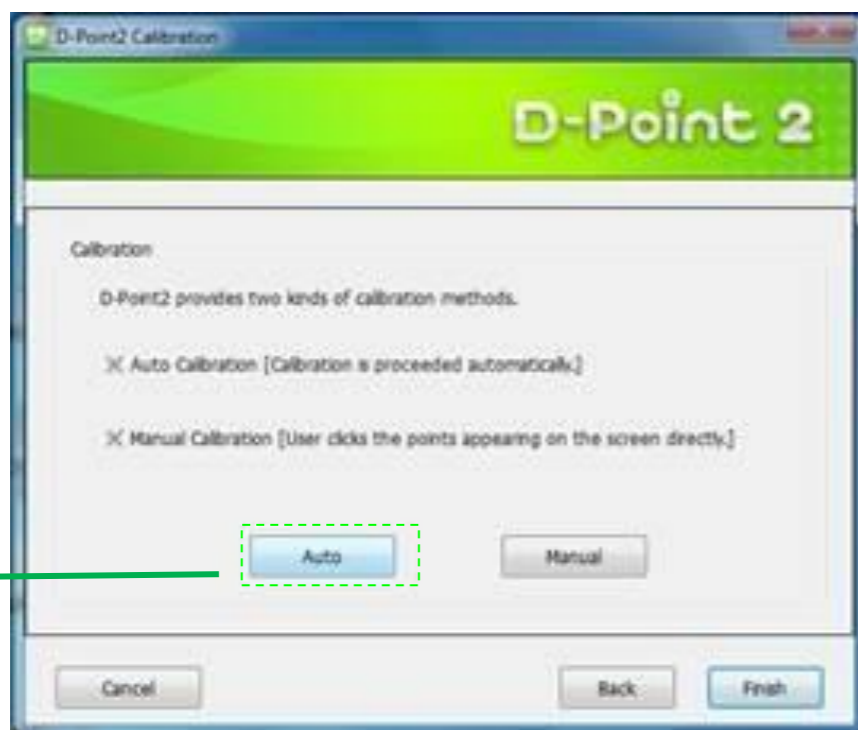 D-Point2 Calibration
D-Point 2
Calibration
D-Point2 provides two kinds of calibration methods.
※ Auto Calibration [Calibration is proceeded automatically.]
※ Manual Calibration [User clicks the points appearing on the screen directly.]
Auto Manual
Cancel Back Finish